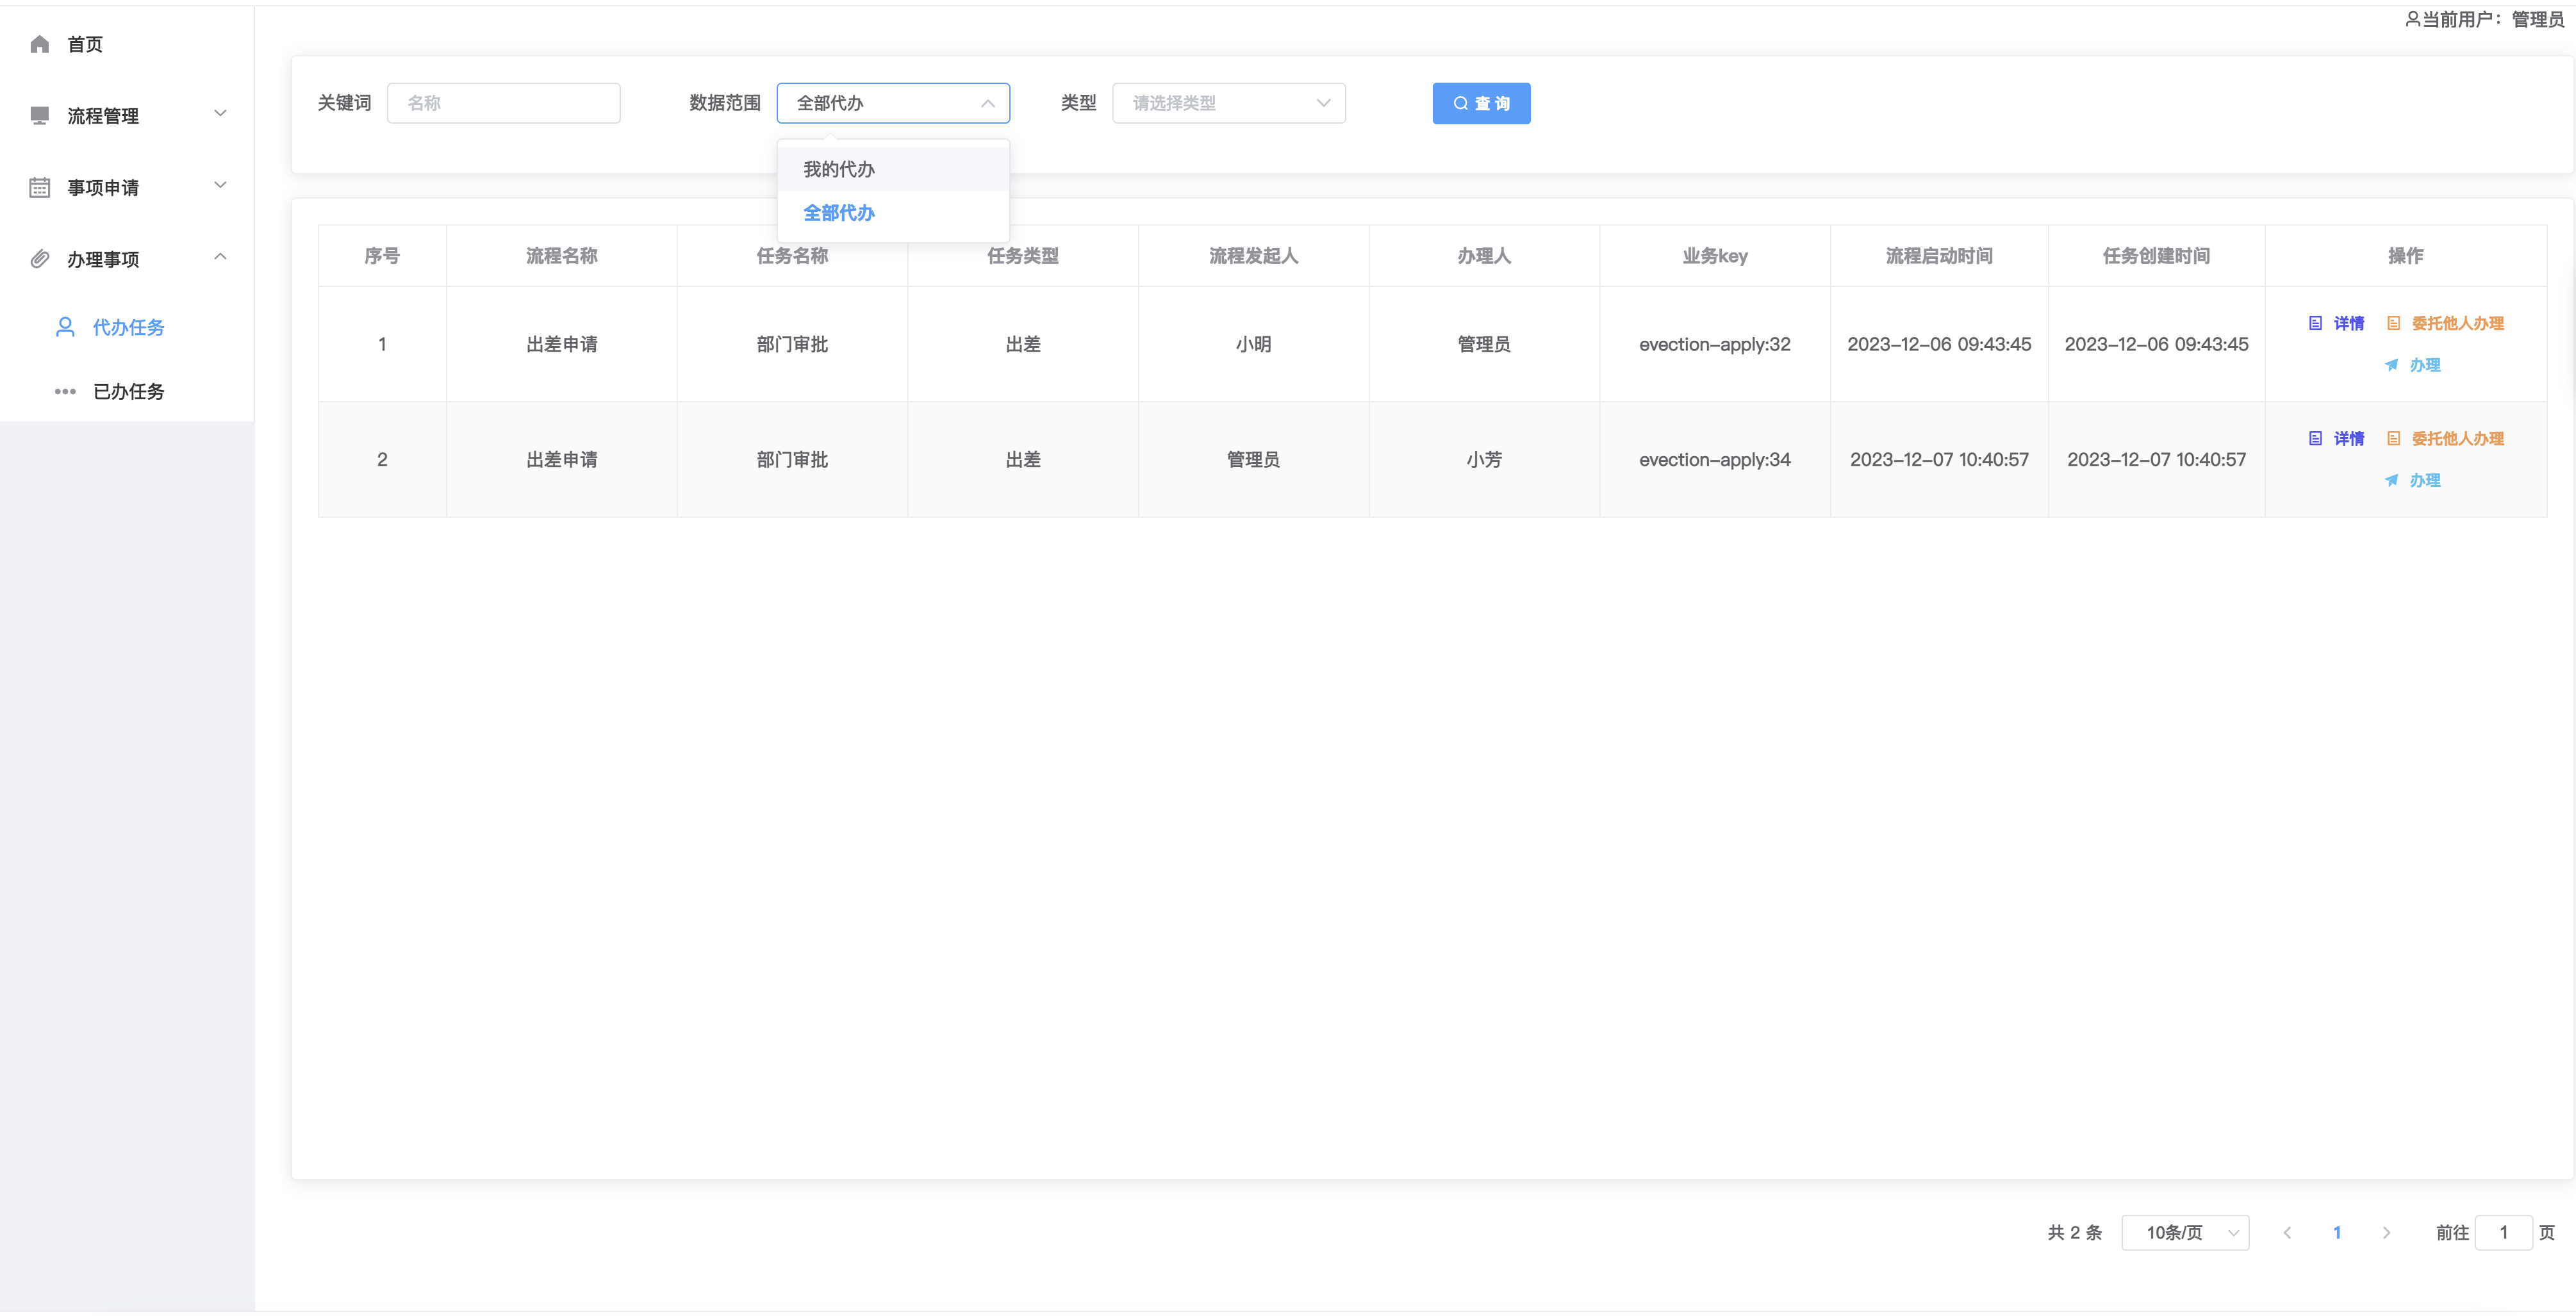 当前用户：管理员
首页
流程管理
事项申请
办理事项
代办任务
已办任务
关键词 名称 数据范围 全部代办 类型 请选择类型 查 询
我的代办
全部代办
序号 流程名称 任务名称 任务类型 流程发起人 办理人 业务key 流程启动时间 任务创建时间 操作
1 出差申请 部门审批 出差 小明 管理员 evection-apply:32 2023-12-06 09:43:45 2023-12-06 09:43:45 详情 委托他人办理
办理
2 出差申请 部门审批 出差 管理员 小芳 evection-apply:34 2023-12-07 10:40:57 2023-12-07 10:40:57 详情 委托他人办理
办理
共 2 条 10条/页 1 前往 1 页